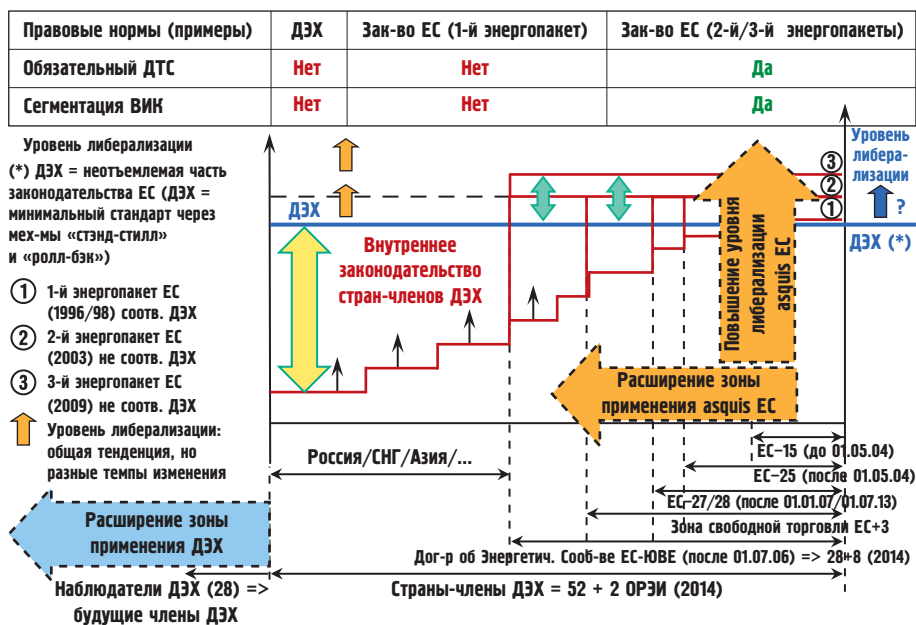 Правовые нормы (примеры) ДЭХ Зак-во ЕС (1-й энергопакет) Зак-во ЕС (2-й/3-й энергопакеты)
Обязательный ДТС Нет Нет Да
Сегментация ВИК Нет Нет Да
Уровень либерализации
(*) ДЭХ = неотъемлемая часть
законодательства ЕС (ДЭХ =
минимальный стандарт через
мех-мы «стэнд-стилл»
и «ролл-бэк»)
1 1-й энергопакет ЕС
(1996/98) соотв. ДЭХ
2 2-й энергопакет ЕС
(2003) не соотв. ДЭХ
3 3-й энергопакет ЕС
(2009) не соотв. ДЭХ
Уровень либерализации:
общая тенденция, но
разные темпы изменения
ДЭХ
Внутреннее
законодательство
стран-членов ДЭХ
Повышение уровня
либерализации
asquis ЕС
3
2
1
Уровень
либера-
лизации
?
ДЭХ (*)
Расширение зоны
применения asquis ЕС
Россия/СНГ/Азия/...
ЕС-15 (до 01.05.04)
ЕС-25 (после 01.05.04)
ЕС-27/28 (после 01.01.07/01.07.13)
Зона свободной торговли ЕС+3
Дог-р об Энергетич. Сооб-ве ЕС-ЮВЕ (после 01.07.06) => 28+8 (2014)
Расширение зоны
применения ДЭХ
Наблюдатели ДЭХ (28) =>
будущие члены ДЭХ
Страны-члены ДЭХ = 52 + 2 ОРЭИ (2014)